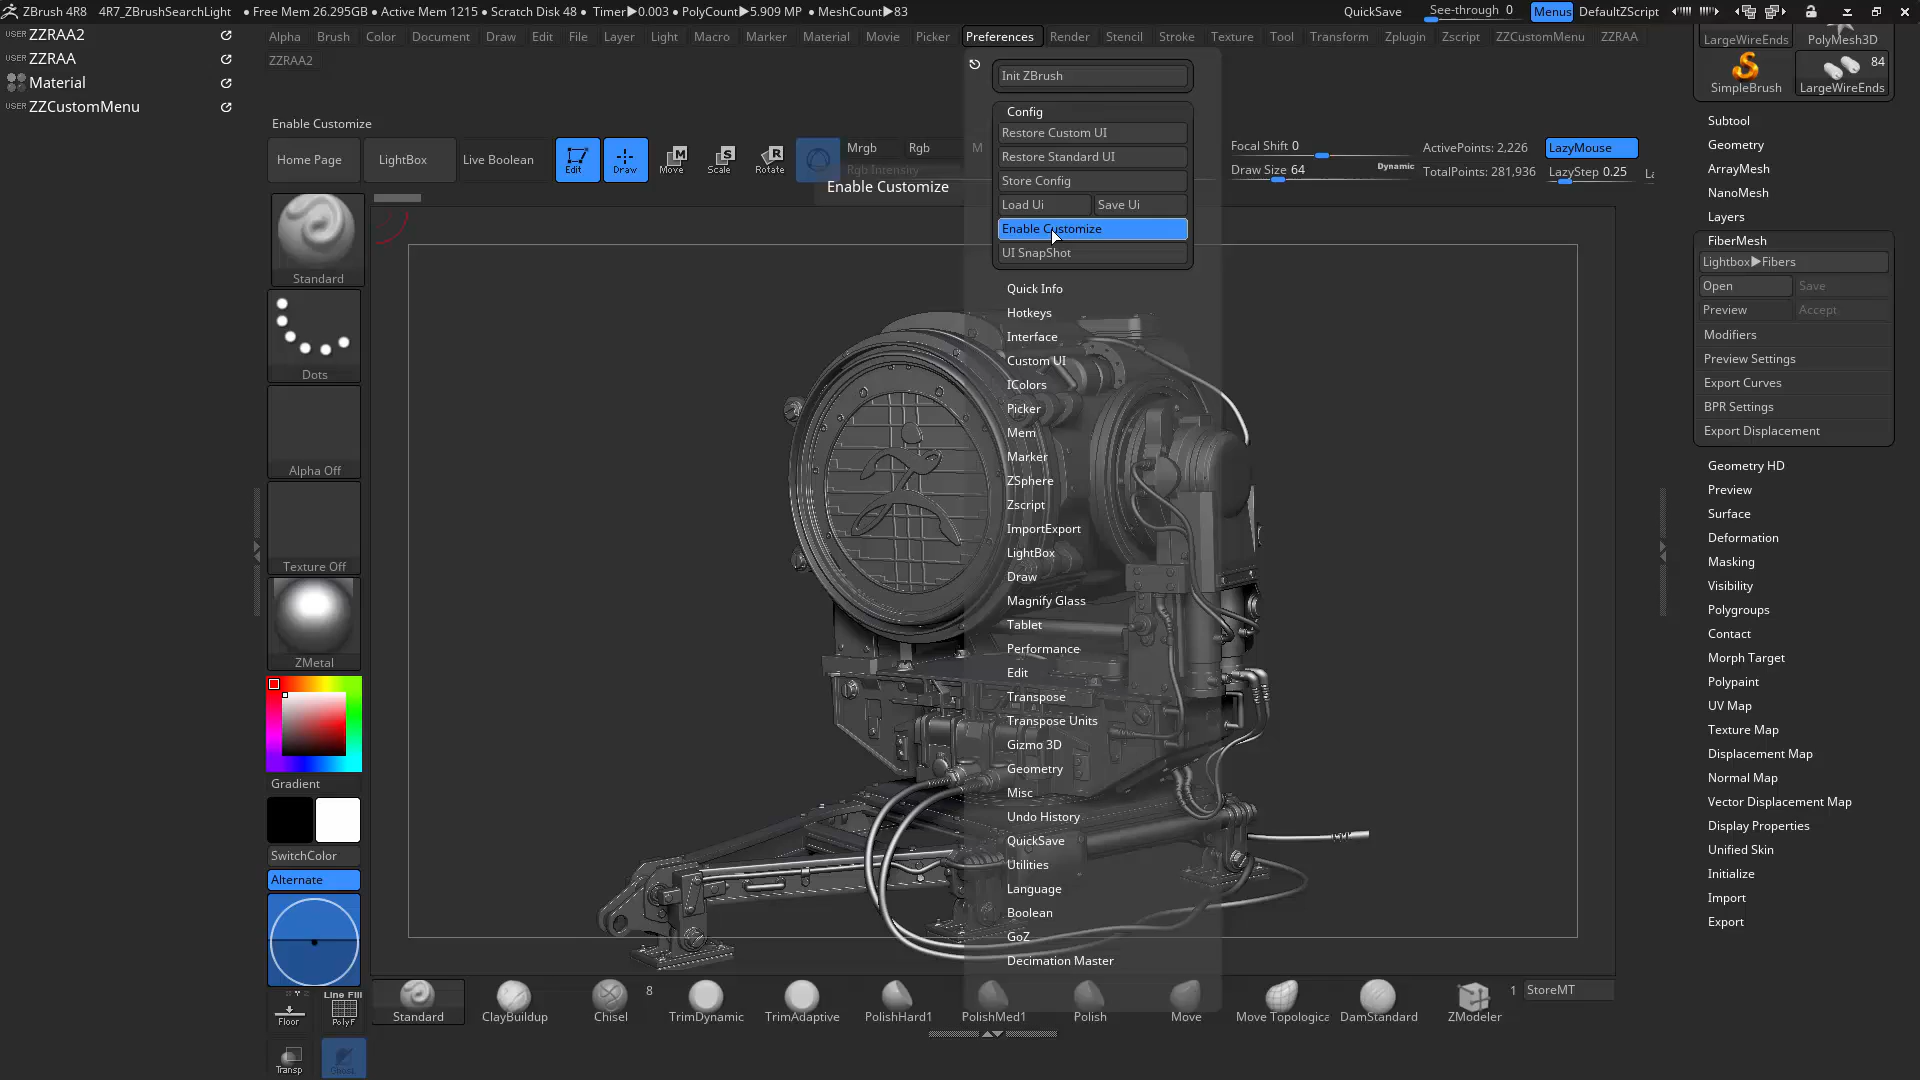 ZBrush 4R8 4R7_ZBrushSearchLight ● Free Mem 26.295GB ● Active Mem 1215 ● Scratch Disk 48 ● Timer▶0.003 ● PolyCount▶5.909 MP ● MeshCount▶83 QuickSave See-through 0 Menus DefaultZScript
USER ZZRAA2
USER ZZRAA
Material
USER ZZCustomMenu
Alpha Brush Color Document Draw Edit File Layer Light Macro Marker Material Movie Picker Preferences Render Stencil Stroke Texture Tool Transform Zplugin Zscript ZZCustomMenu ZZRAA
ZZRAA2
Enable Customize
Home Page LightBox Live Boolean Edit Draw Move Scale Rotate
Mrgb Rgb M
Rgb Intensity
Enable Customize
Focal Shift 0
Draw Size 64 Dynamic
ActivePoints: 2,226
TotalPoints: 281,936
LazyMouse
LazyStep 0.25
Init ZBrush
Config
Restore Custom UI
Restore Standard UI
Store Config
Load Ui Save Ui
Enable Customize
UI SnapShot
Quick Info
Hotkeys
Interface
Custom UI
IColors
Picker
Mem
Marker
ZSphere
Zscript
ImportExport
LightBox
Draw
Magnify Glass
Tablet
Performance
Edit
Transpose
Transpose Units
Gizmo 3D
Geometry
Misc
Undo History
QuickSave
Utilities
Language
Boolean
GoZ
Decimation Master
Standard
Dots
Alpha Off
Texture Off
ZMetal
Gradient
SwitchColor
Alternate
Floor
Line Fill
PolyF
Transp
LargeWireEnds PolyMesh3D
SimpleBrush
84
LargeWireEnds
Subtool
Geometry
ArrayMesh
NanoMesh
Layers
FiberMesh
Lightbox▶Fibers
Open Save
Preview Accept
Modifiers
Preview Settings
Export Curves
BPR Settings
Export Displacement
Geometry HD
Preview
Surface
Deformation
Masking
Visibility
Polygroups
Contact
Morph Target
Polypaint
UV Map
Texture Map
Displacement Map
Normal Map
Vector Displacement Map
Display Properties
Unified Skin
Initialize
Import
Export
Standard ClayBuildup Chisel 8 TrimDynamic TrimAdaptive PolishHard1 PolishMed1 Polish Move Move Topologica DamStandard ZModeler 1 StoreMT